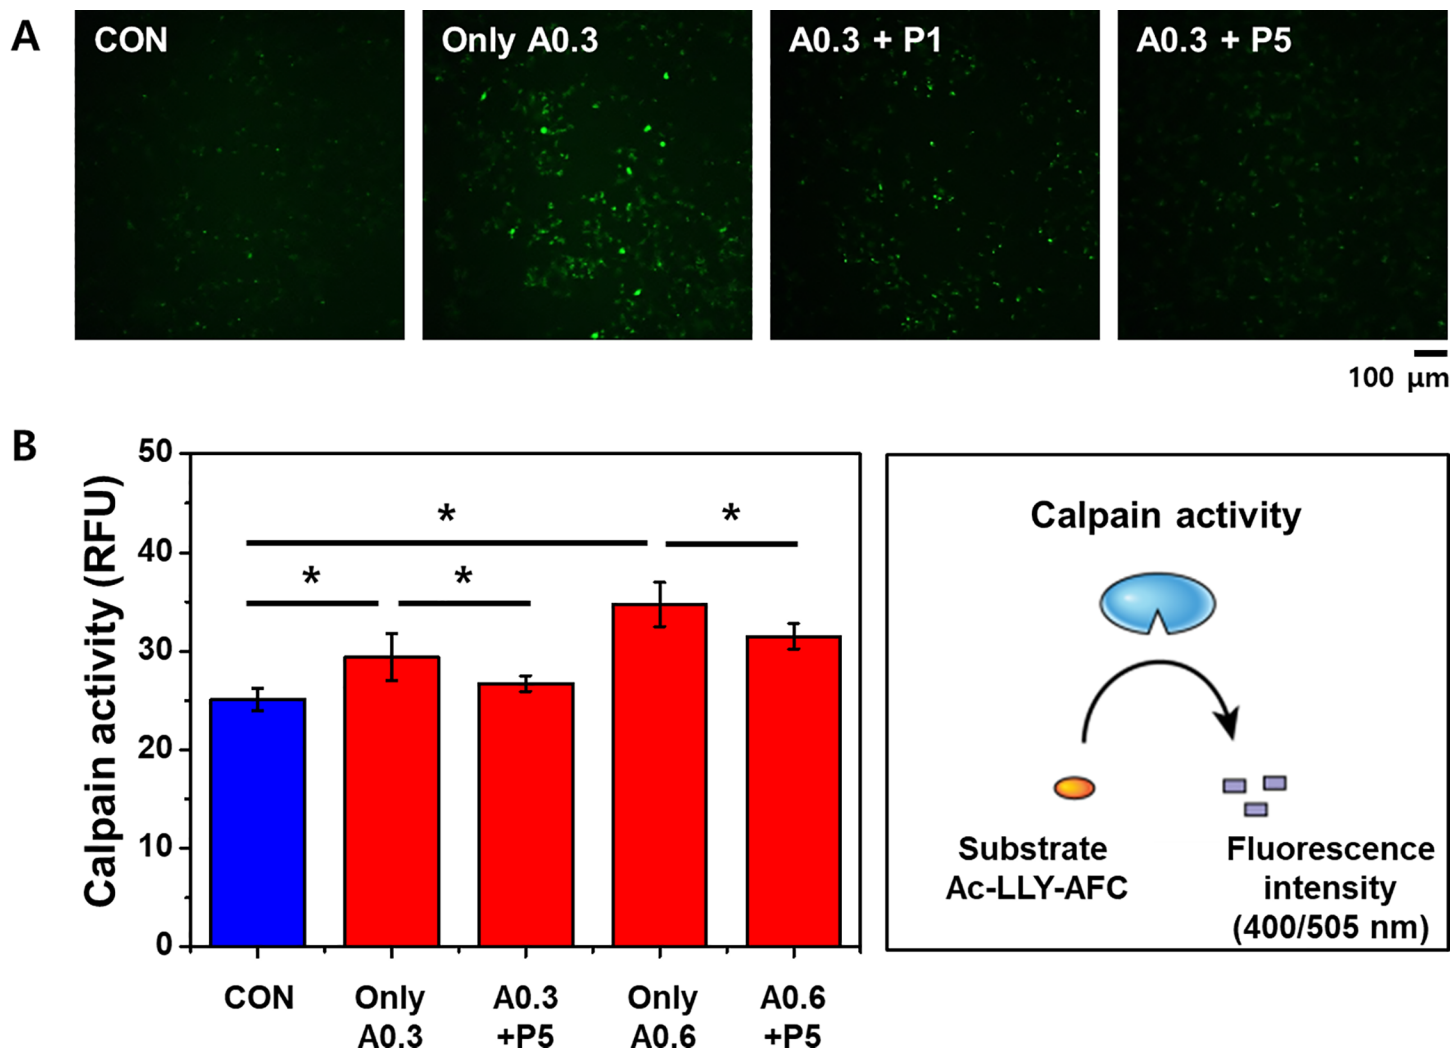 A
CON
Only A0.3
A0.3 + P1
A0.3 + P5
100 μm
B
Calpain activity (RFU)
50
40
30
20
10
0
*
*
*
*
CON
Only
A0.3
A0.3
+P5
Only
A0.6
A0.6
+P5
Calpain activity
Substrate
Ac-LLY-AFC
Fluorescence
intensity
(400/505 nm)